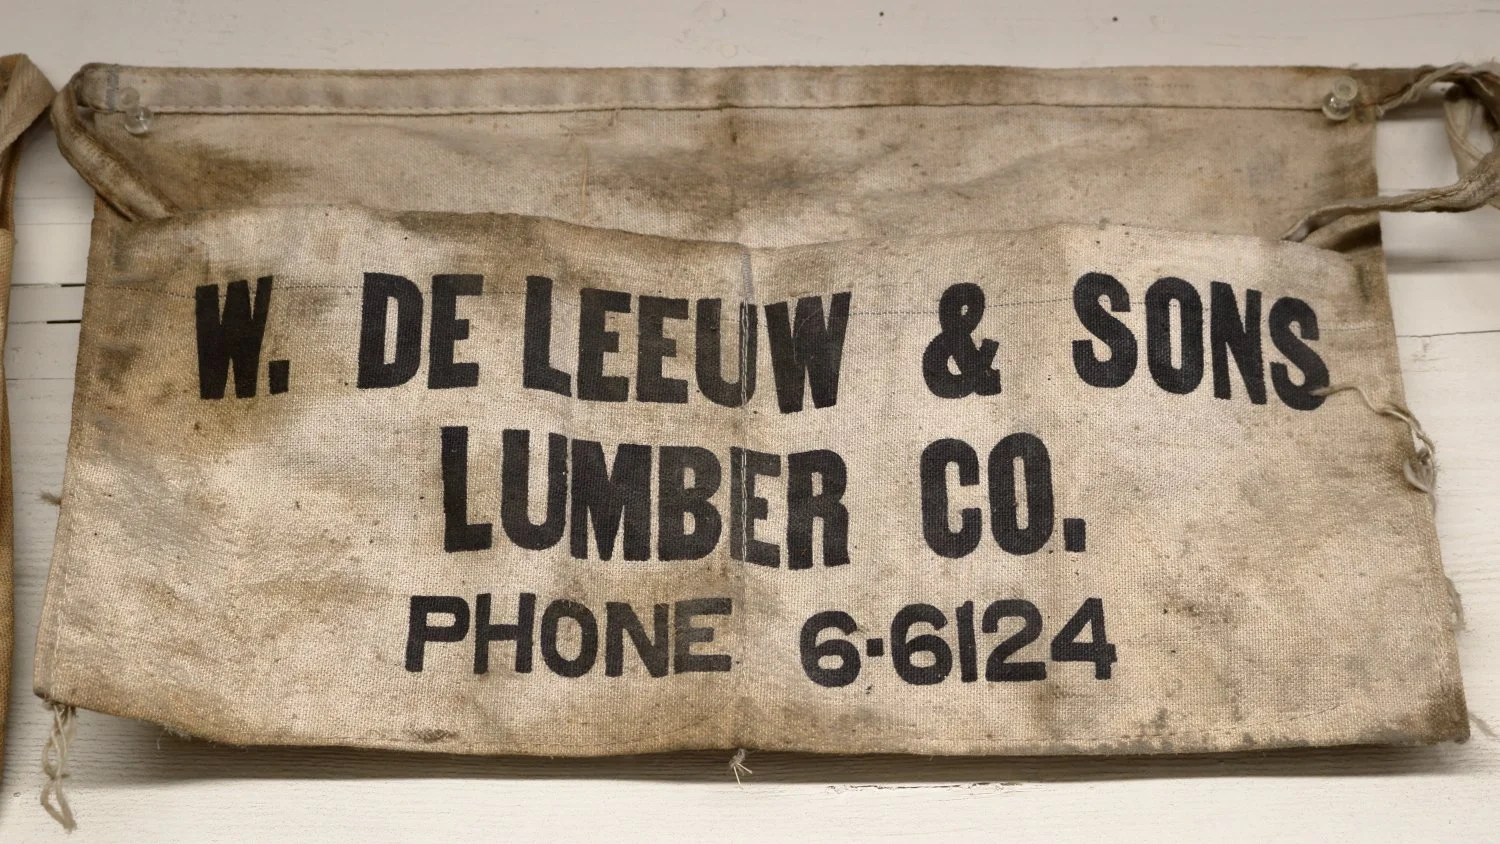 W. DE LEEUW & SONS
LUMBER CO.
PHONE 6-6124